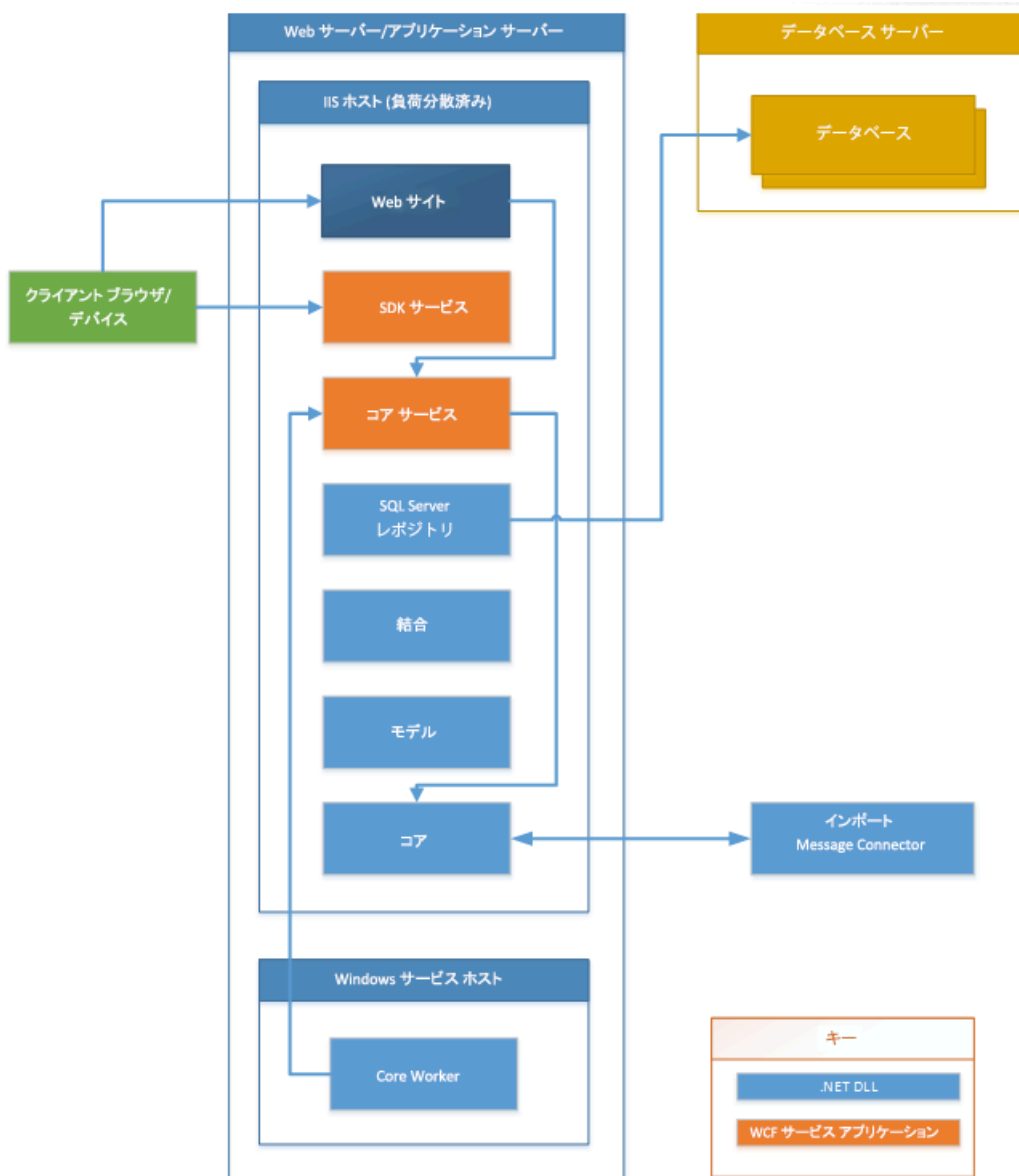 Web サーバー/アプリケーション サーバー
データベース サーバー
IIS ホスト (負荷分散済み)
データベース
Web サイト
クライアント ブラウザ/
デバイス
SDK サービス
コア サービス
SQL Server
レポジトリ
結合
モデル
コア
インポート
Message Connector
Windows サービス ホスト
Core Worker
キー
.NET DLL
WCF サービス アプリケーション